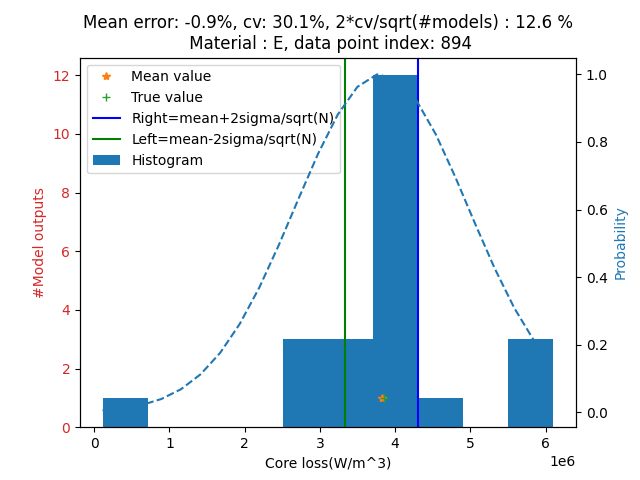 Mean error: -0.9%, cv: 30.1%, 2*cv/sqrt(#models) : 12.6 %
Material : E, data point index: 894
Mean value
True value
Right=mean+2sigma/sqrt(N)
Left=mean-2sigma/sqrt(N)
Histogram
#Model outputs
12
10
8
6
4
2
0
Probability
1.0
0.8
0.6
0.4
0.2
0.0
0
1
2
3
4
5
6
1e6
Core loss(W/m^3)